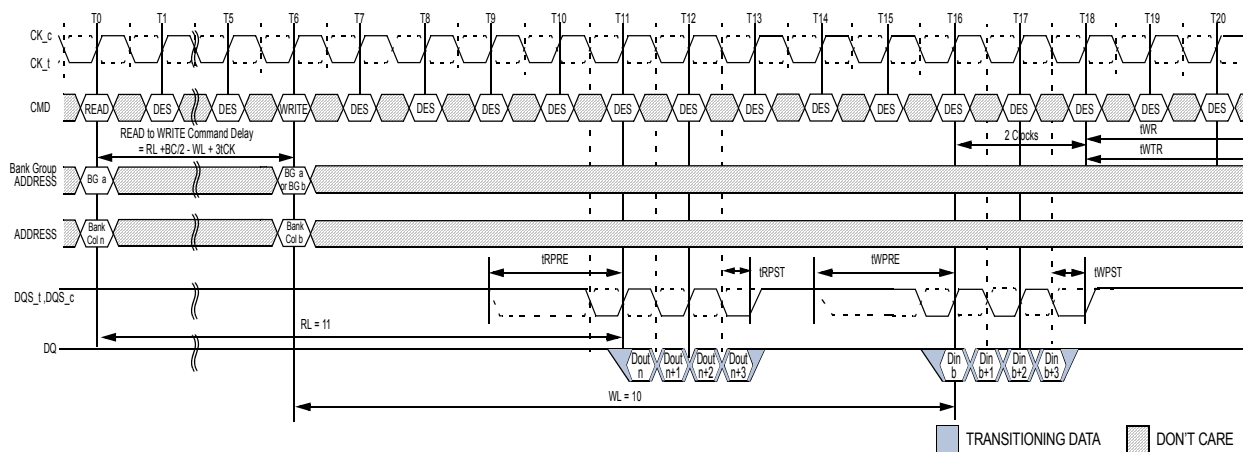 T0 T1 T5 T6 T7 T8 T9 T10 T11 T12 T13 T14 T15 T16 T17 T18 T19 T20
CK_c
CK_t
CMD READ DES DES WRITE DES DES DES DES DES DES DES DES DES DES DES DES DES DES
READ to WRITE Command Delay
= RL +BC/2 - WL + 3tCK
2 Clocks
tWR
tWTR
Bank Group
ADDRESS
BG a
BG a
or BG b
ADDRESS
Bank
Col n
Bank
Col b
tRPRE
tRPST
tWPRE
tWPST
DQS_t ,DQS_c
RL = 11
DQ
Dout
n
Dout
n+1
Dout
n+2
Dout
n+3
Din
b
Din
b+1
Din
b+2
Din
b+3
WL = 10
TRANSITIONING DATA
DON'T CARE